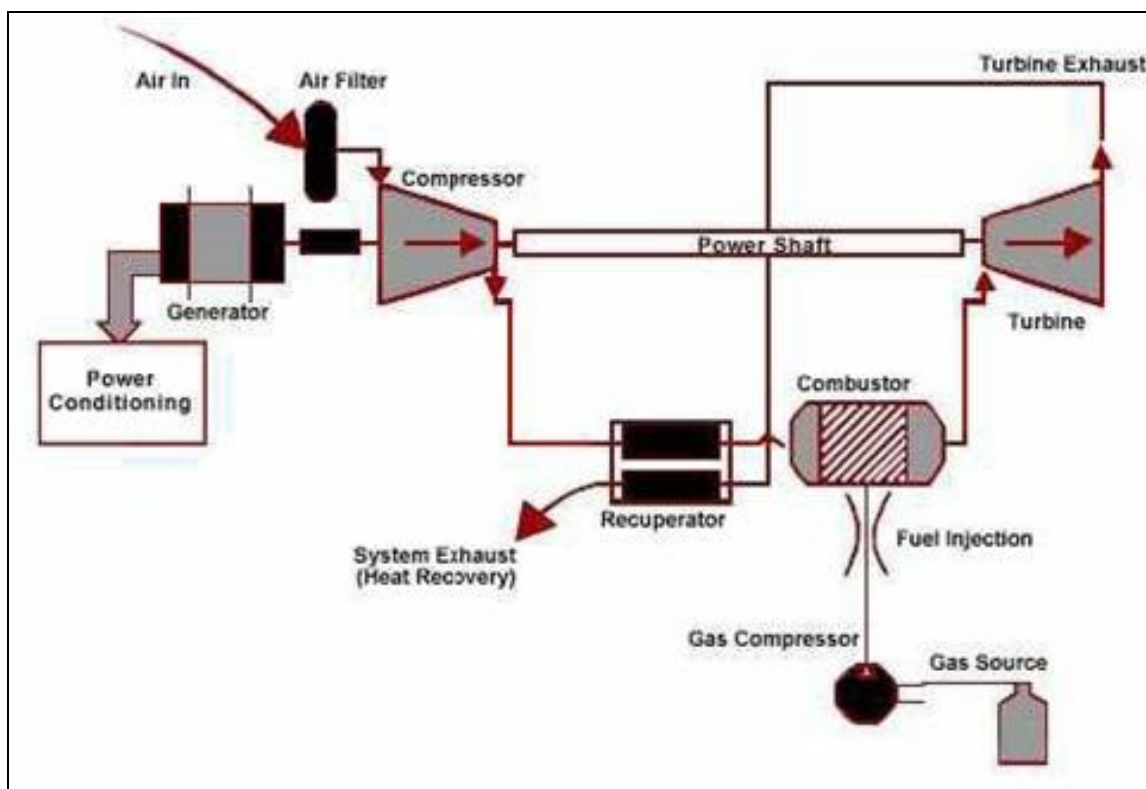 Air In
Air Filter
Turbine Exhaust
Compressor
Power Shaft
Generator
Turbine
Power
Conditioning
Combustor
Recuperator
Fuel Injection
System Exhaust
(Heat Recovery)
Gas Compressor
Gas Source